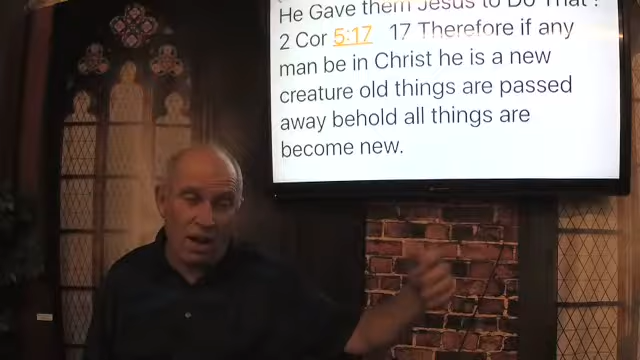 He Gave them Jesus to Do That !
2 Cor 5:17 17 Therefore if any
man be in Christ he is a new
creature old things are passed
away behold all things are
become new.